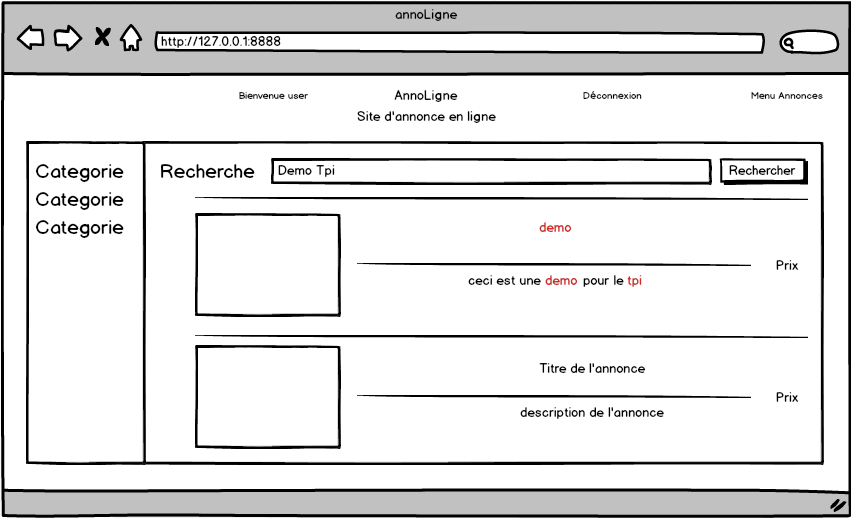 annoLigne
http://127.0.0.1:8888
Bienvenue user
AnnoLigne
Déconnexion
Menu Annonces
Site d'annonce en ligne
Categorie
Categorie
Categorie
Recherche
Demo Tpi
Rechercher
demo
ceci est une demo pour le tpi
Prix
Titre de l'annonce
description de l'annonce
Prix